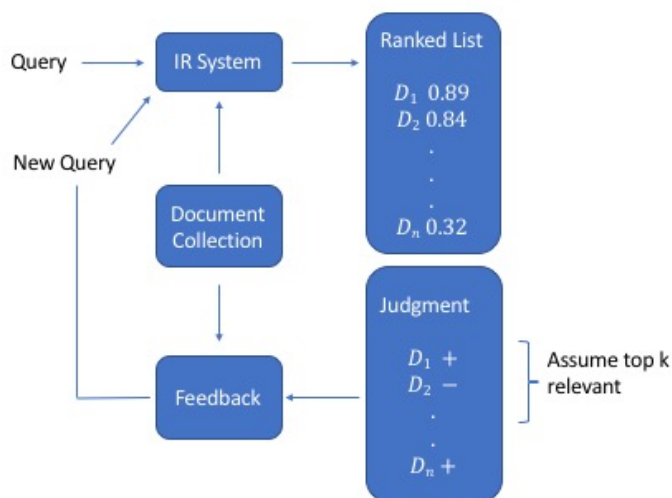 Query
IR System
New Query
Document
Collection
Feedback
Ranked List
D₁ 0.89
D₂ 0.84
.
.
.
Dₙ 0.32
Judgment
D₁ +
D₂ −
.
.
Dₙ +
Assume top k
relevant